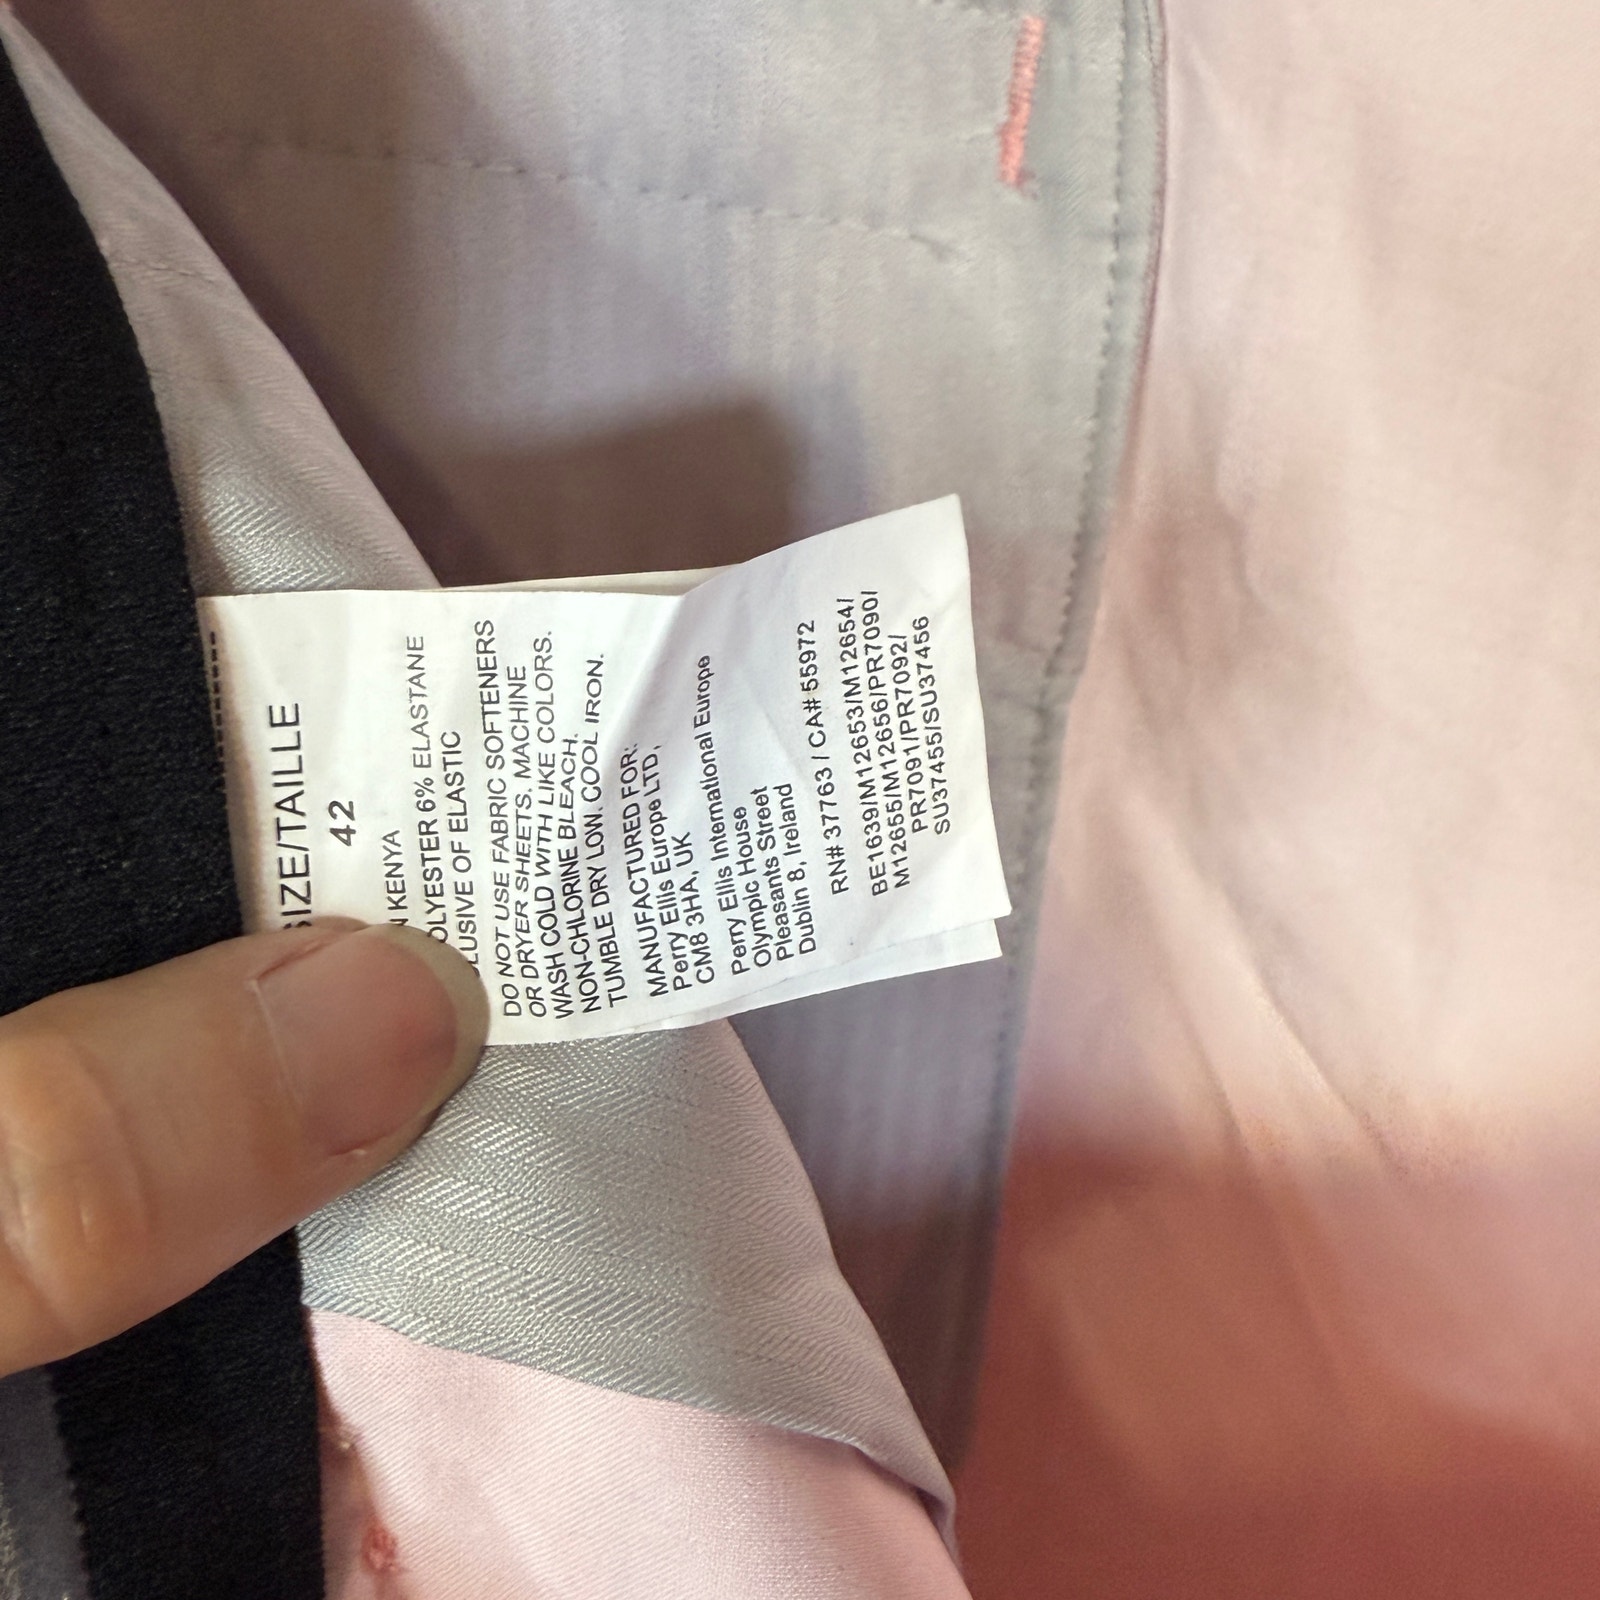 SIZE/TAILLE
42
KENYA
6% ELASTANE
OF ELASTIC
DO NOT USE FABRIC SOFTENERS
OR DRYER SHEETS. MACHINE
WASH COLD WITH LIKE COLORS.
NON-CHLORINE BLEACH.
TUMBLE DRY LOW. COOL IRON.
MANUFACTURED FOR:
Perry Ellis Europe LTD,
CM8 3HA, UK
Perry Ellis International Europe
Olympic House
Pleasants Street
Dublin 8, Ireland
RN# 37763 / CA# 55972
BE1639/M12653/M12654/
M12655/M12656/PR7090/
PR7091/PR7092/
SU37455/SU37456